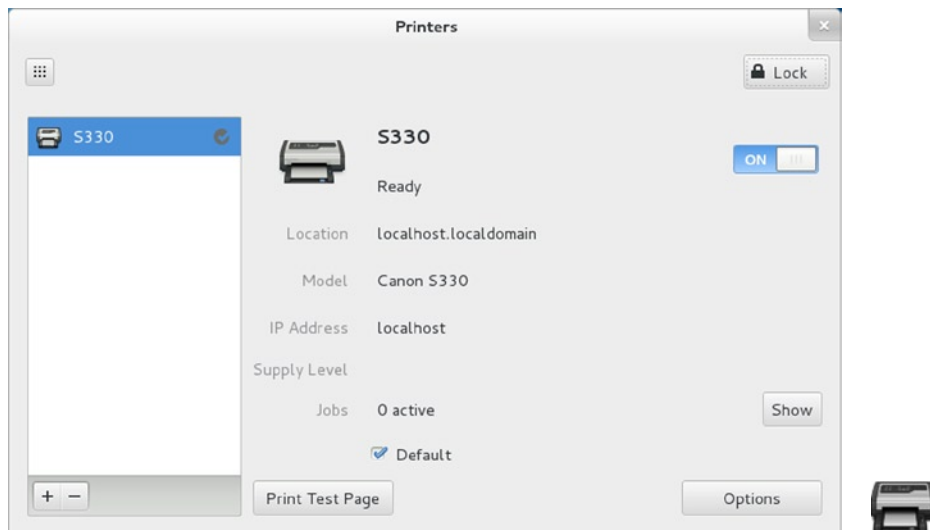 Printers
Lock
S330
S330
ON
Ready
Location localhost.localdomain
Model Canon S330
IP Address localhost
Supply Level
Jobs 0 active
Show
Default
+ −
Print Test Page
Options